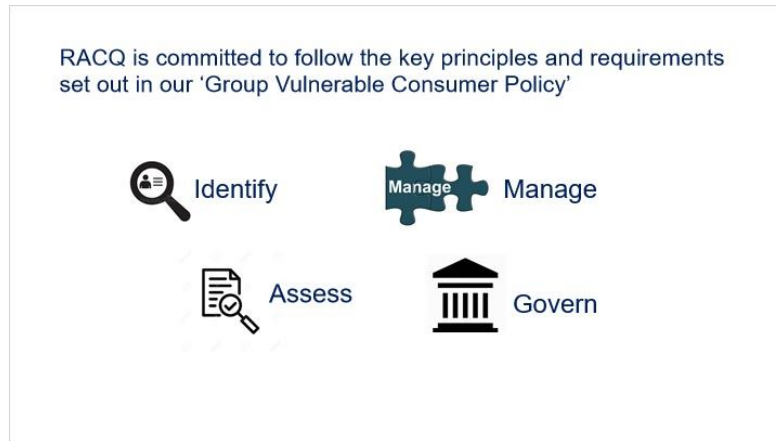 RACQ is committed to follow the key principles and requirements
set out in our ‘Group Vulnerable Consumer Policy’
Identify
Manage
Manage
Assess
Govern